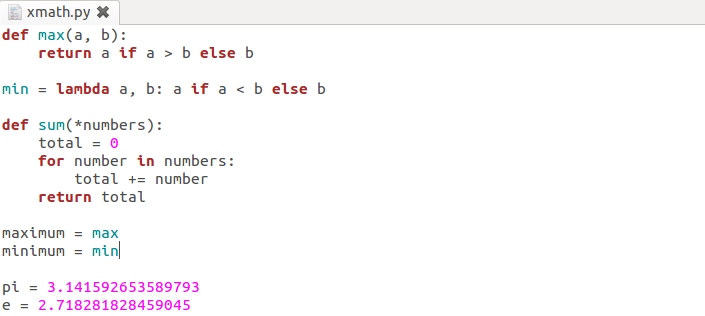 xmath.py
def max(a, b):
    return a if a > b else b
min = lambda a, b: a if a < b else b
def sum(*numbers):
    total = 0
    for number in numbers:
        total += number
    return total
maximum = max
minimum = min
pi = 3.141592653589793
e = 2.718281828459045